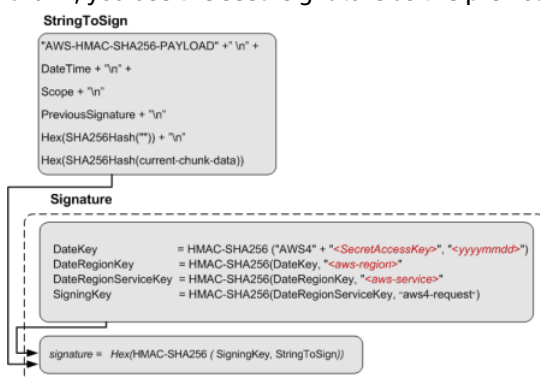 StringToSign
"AWS-HMAC-SHA256-PAYLOAD" +" \n" +
DateTime + "\n" +
Scope + "\n"
PreviousSignature + "\n"
Hex(SHA256Hash("")) + "\n"
Hex(SHA256Hash(current-chunk-data))
Signature
DateKey = HMAC-SHA256 ("AWS4" + "<SecretAccessKey>", "<yyyymmdd>")
DateRegionKey = HMAC-SHA256(DateKey, "<aws-region>")
DateRegionServiceKey = HMAC-SHA256(DateRegionKey, "<aws-service>")
SigningKey = HMAC-SHA256(DateRegionServiceKey, "aws4-request")
signature = Hex(HMAC-SHA256 ( SigningKey, StringToSign))